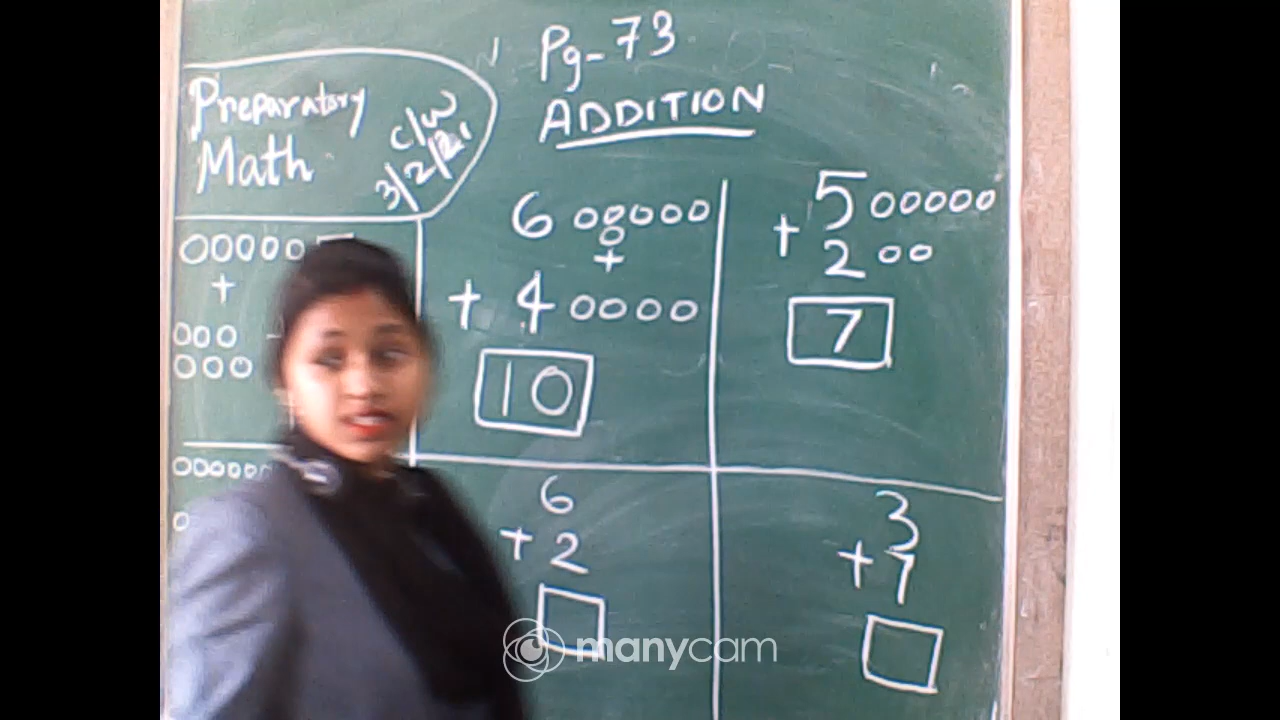 Pg-73
ADDITION
Preparatory
Math
C/W
3/2/21
6
+
+ 4
10
+ 5
2
7
+
6
+ 2
3
+ 7
manycam